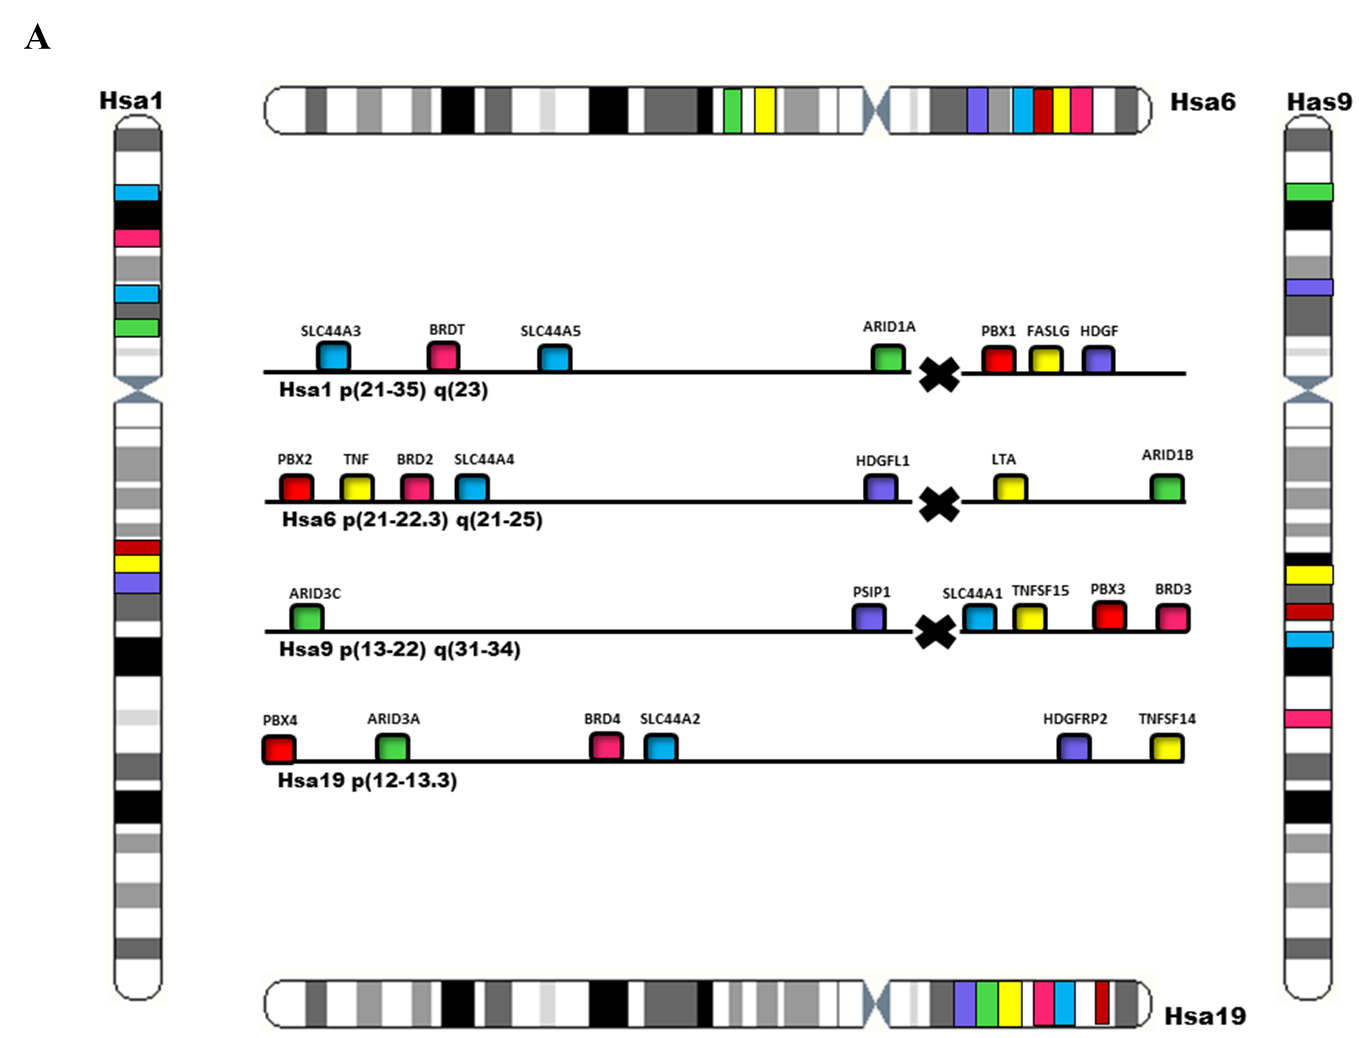 A
Hsa1
Hsa6
Has9
SLC44A3 BRDT SLC44A5 ARID1A PBX1 FASLG HDGF
Hsa1 p(21-35) q(23)
PBX2 TNF BRD2 SLC44A4 HDGFL1 LTA ARID1B
Hsa6 p(21-22.3) q(21-25)
ARID3C PSIP1 SLC44A1 TNFSF15 PBX3 BRD3
Hsa9 p(13-22) q(31-34)
PBX4 ARID3A BRD4 SLC44A2 HDGFRP2 TNFSF14
Hsa19 p(12-13.3)
Hsa19